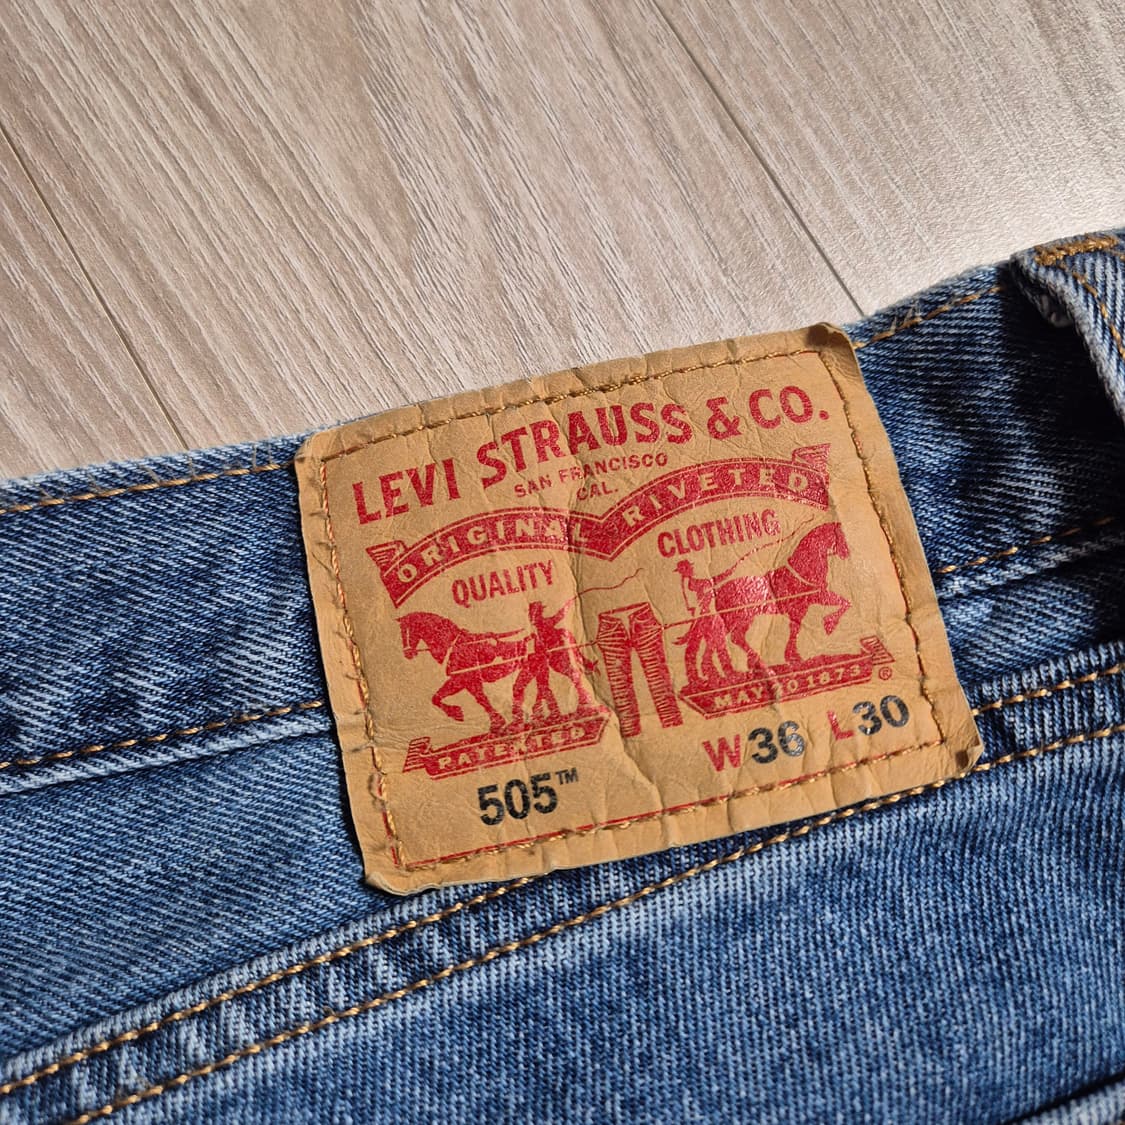 LEVI STRAUSS & CO.
SAN FRANCISCO
CAL.
ORIGINAL RIVETED
QUALITY CLOTHING
PATENTED MAY 20 1873 ®
505™ W36 L30